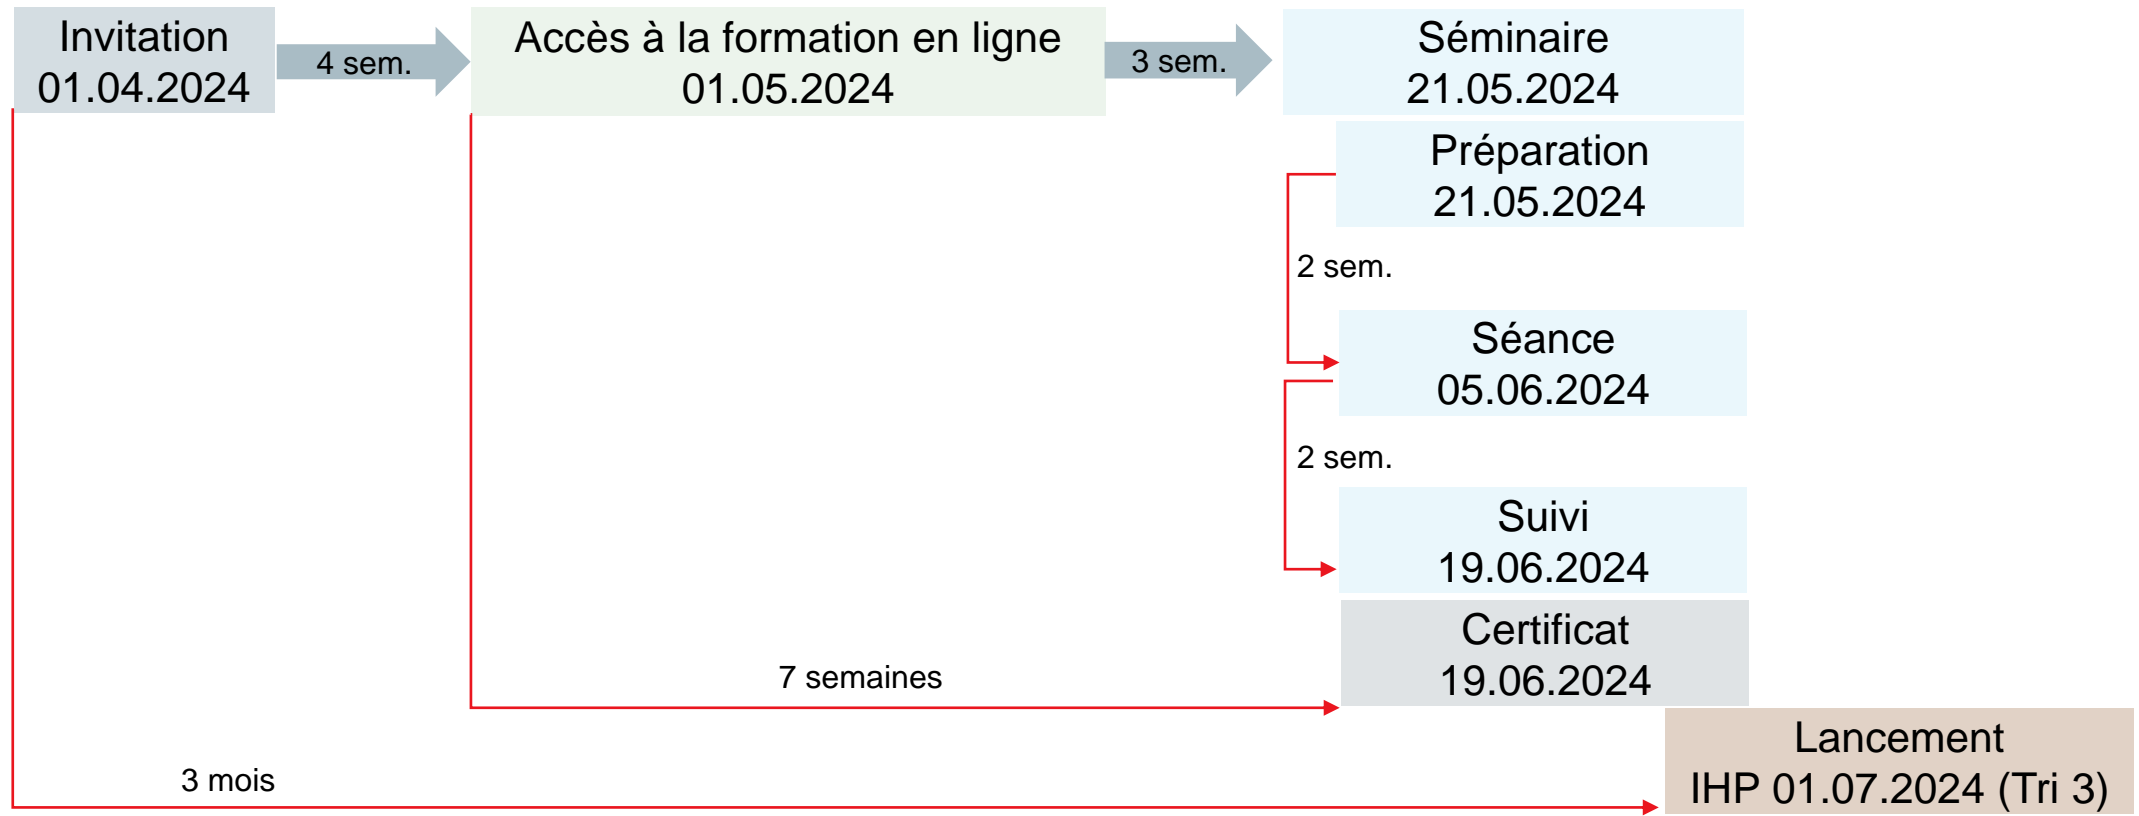 Invitation
01.04.2024
4 sem.
Accès à la formation en ligne
01.05.2024
3 sem.
Séminaire
21.05.2024
Préparation
21.05.2024
2 sem.
Séance
05.06.2024
2 sem.
Suivi
19.06.2024
Certificat
19.06.2024
7 semaines
Lancement
IHP 01.07.2024 (Tri 3)
3 mois